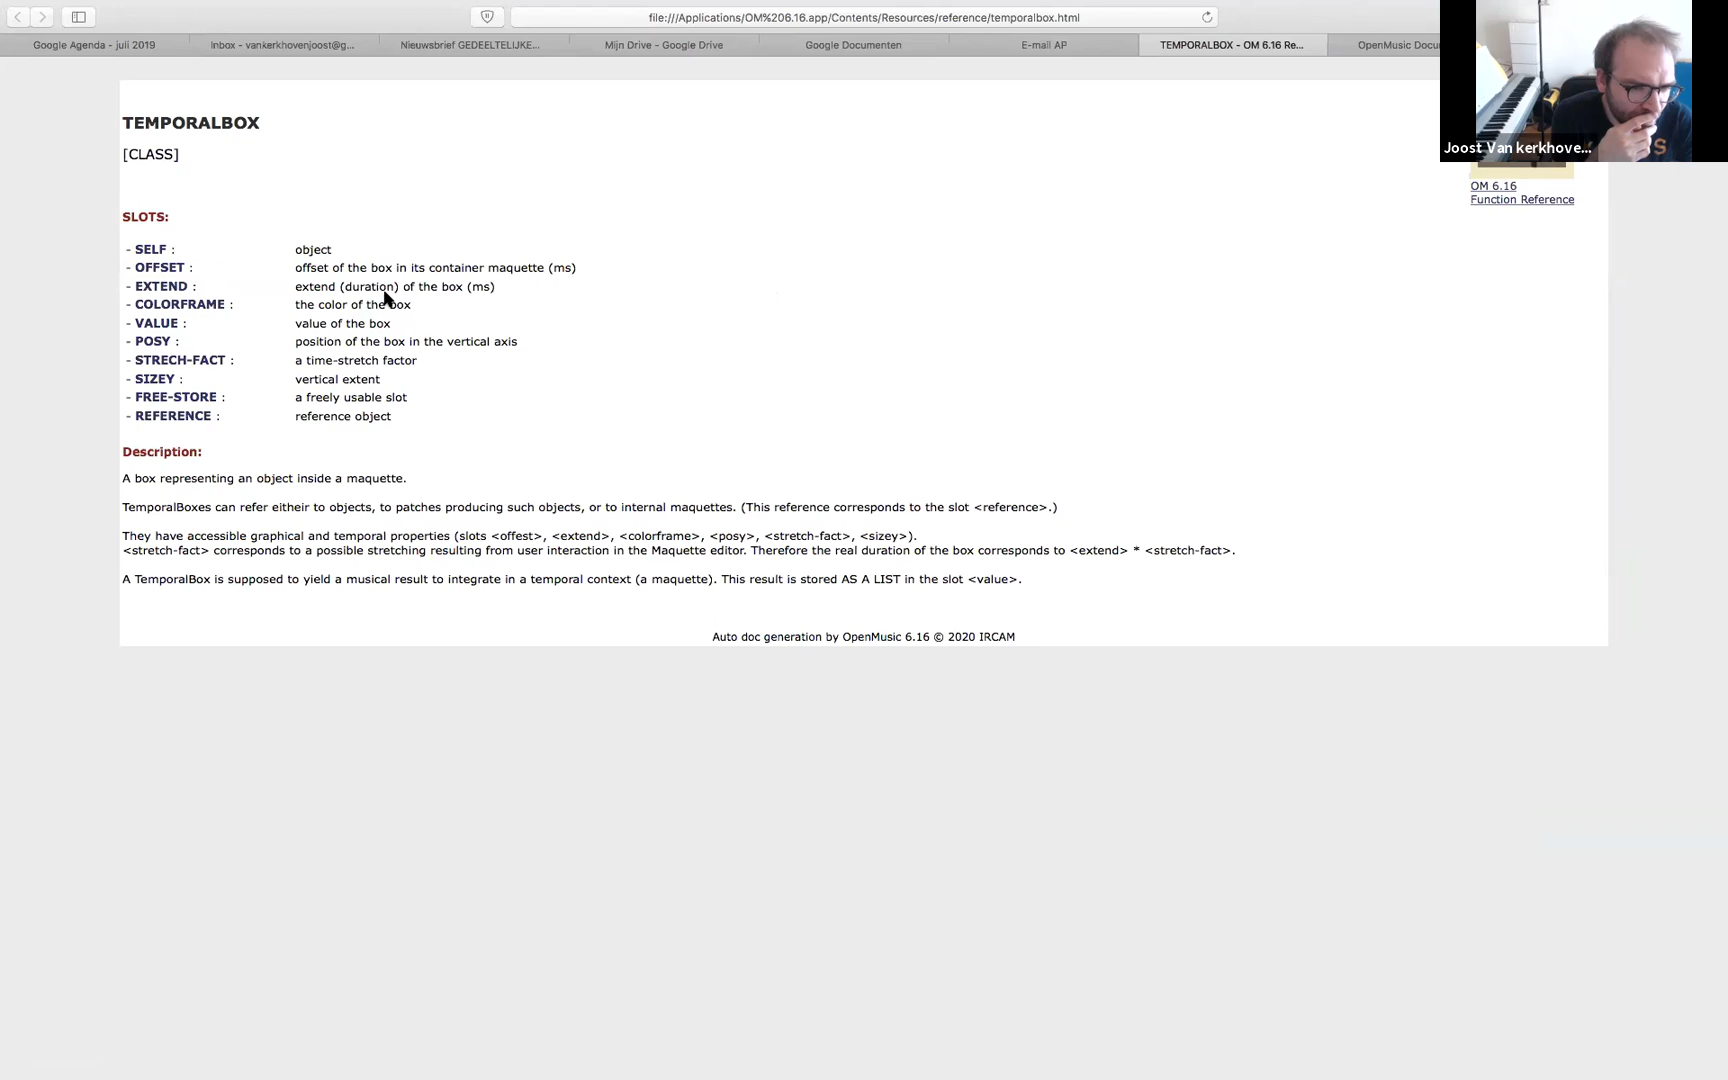 file:///Applications/OM%206.16.app/Contents/Resources/reference/temporalbox.html
Google Agenda - juli 2019
Inbox - vankerkhovenjoost@g...
Nieuwsbrief GEDEELTELIJKE...
Mijn Drive - Google Drive
Google Documenten
E-mail AP
TEMPORALBOX - OM 6.16 Re...
OpenMusic Docu
Joost Van kerkhove...
OM 6.16
Function Reference
TEMPORALBOX
[CLASS]
SLOTS:
- SELF : object
- OFFSET : offset of the box in its container maquette (ms)
- EXTEND : extend (duration) of the box (ms)
- COLORFRAME : the color of the box
- VALUE : value of the box
- POSY : position of the box in the vertical axis
- STRECH-FACT : a time-stretch factor
- SIZEY : vertical extent
- FREE-STORE : a freely usable slot
- REFERENCE : reference object
Description:
A box representing an object inside a maquette.
TemporalBoxes can refer eitheir to objects, to patches producing such objects, or to internal maquettes. (This reference corresponds to the slot <reference>.)
They have accessible graphical and temporal properties (slots <offest>, <extend>, <colorframe>, <posy>, <stretch-fact>, <sizey>).
<stretch-fact> corresponds to a possible stretching resulting from user interaction in the Maquette editor. Therefore the real duration of the box corresponds to <extend> * <stretch-fact>.
A TemporalBox is supposed to yield a musical result to integrate in a temporal context (a maquette). This result is stored AS A LIST in the slot <value>.
Auto doc generation by OpenMusic 6.16 © 2020 IRCAM